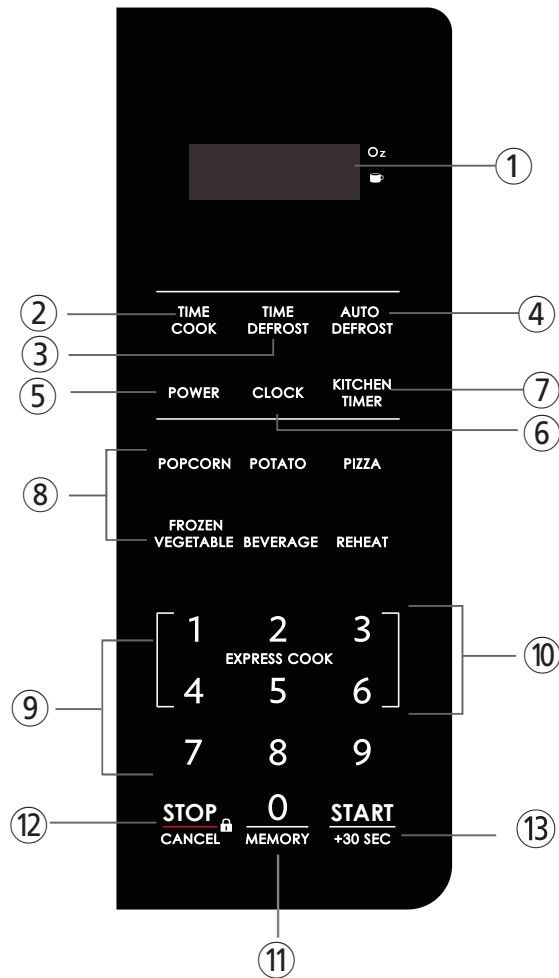 Oz
①
② TIME COOK
TIME DEFROST
AUTO DEFROST ④
③
⑤ POWER
CLOCK
KITCHEN TIMER ⑦
⑥
POPCORN POTATO PIZZA
⑧
FROZEN VEGETABLE BEVERAGE REHEAT
1 2 3
EXPRESS COOK
⑩
4 5 6
⑨
7 8 9
⑫ STOP
CANCEL
0
MEMORY
START
+30 SEC
⑬
⑪